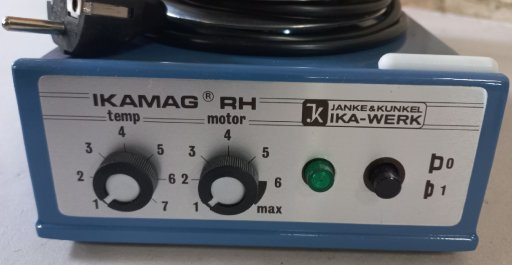 IKAMAG® RH
JANKE & KUNKEL
IKA-WERK
temp
motor
1 2 3 4 5 6 7
1 2 3 4 5 6 max
0
1